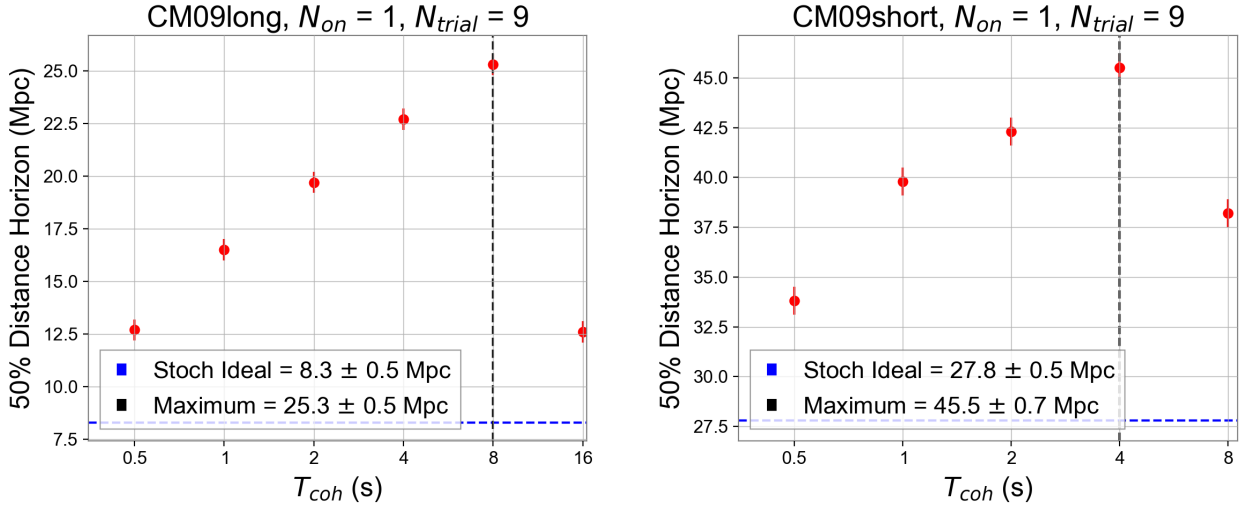 CM09long, N_on = 1, N_trial = 9
50% Distance Horizon (Mpc)
25.0
22.5
20.0
17.5
15.0
12.5
10.0
7.5
Stoch Ideal = 8.3 ± 0.5 Mpc
Maximum = 25.3 ± 0.5 Mpc
0.5 1 2 4 8 16
T_coh (s)
CM09short, N_on = 1, N_trial = 9
50% Distance Horizon (Mpc)
45.0
42.5
40.0
37.5
35.0
32.5
30.0
27.5
Stoch Ideal = 27.8 ± 0.5 Mpc
Maximum = 45.5 ± 0.7 Mpc
0.5 1 2 4 8
T_coh (s)